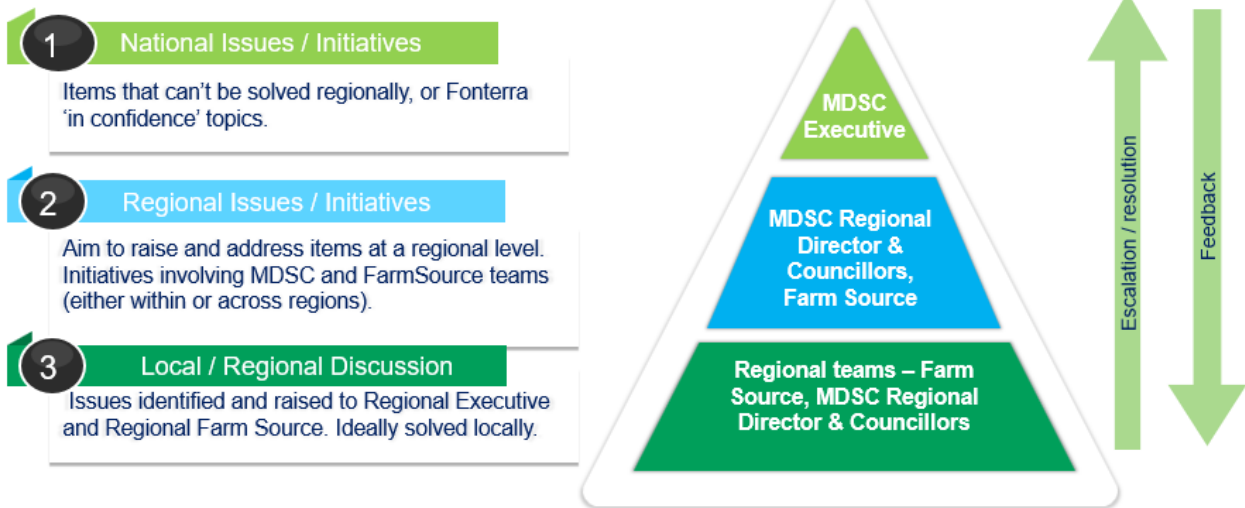 1
National Issues / Initiatives
Items that can't be solved regionally, or Fonterra
'in confidence' topics.
2
Regional Issues / Initiatives
Aim to raise and address items at a regional level.
Initiatives involving MDSC and FarmSource teams
(either within or across regions).
3
Local / Regional Discussion
Issues identified and raised to Regional Executive
and Regional Farm Source. Ideally solved locally.
MDSC
Executive
MDSC Regional
Director &
Councillors,
Farm Source
Regional teams – Farm
Source, MDSC Regional
Director & Councillors
Escalation / resolution
Feedback